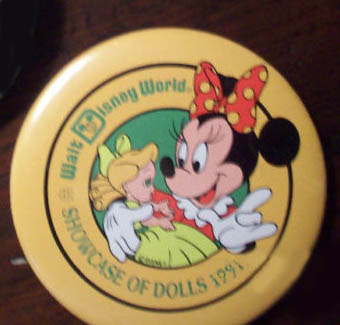 Walt Disney World
SHOWCASE OF DOLLS 1991